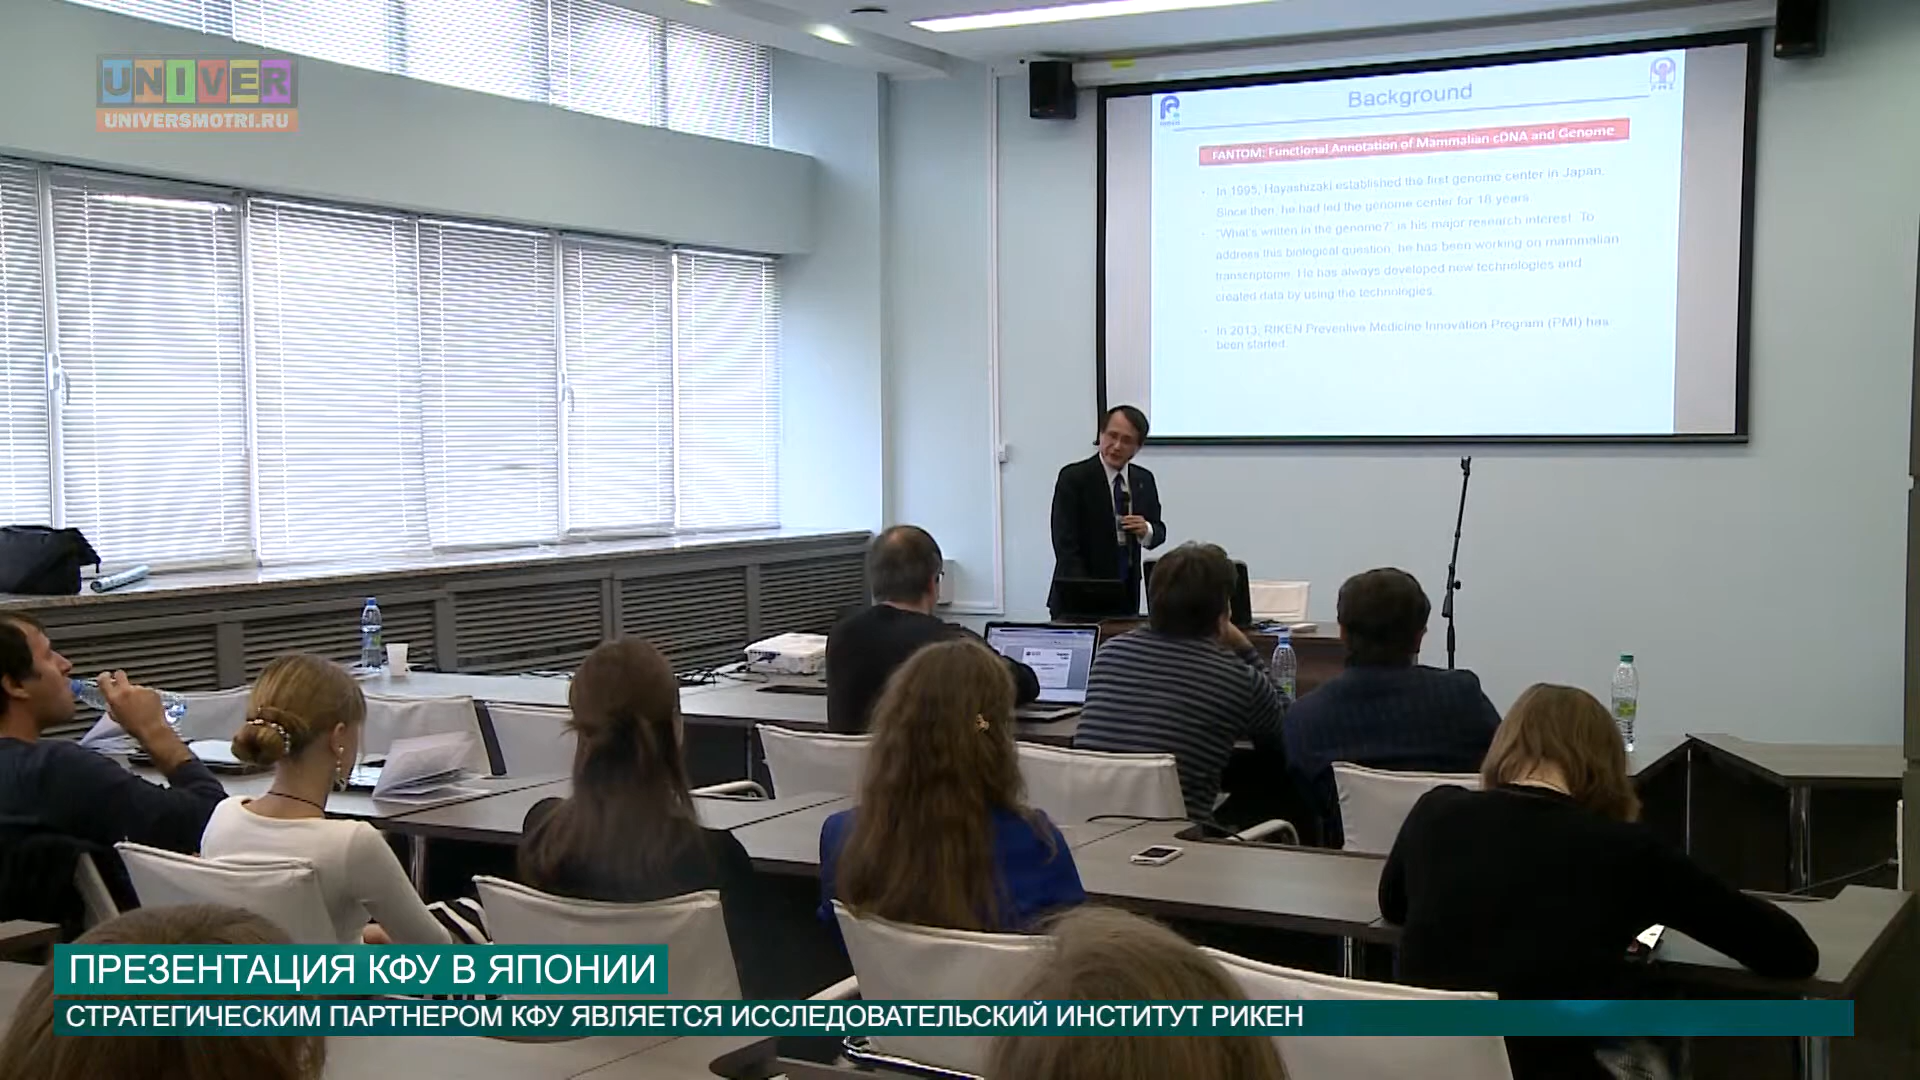 UNIVER
UNIVERSMOTRI.RU
Background
FANTOM: Functional Annotation of Mammalian cDNA and Genome
- In 1995, Hayashizaki established the first genome center in Japan.
Since then, he had led the genome center for 18 years.
- "What's written in the genome?" is his major research interest. To
address this biological question, he has been working on mammalian
transcriptome. He has always developed new technologies and
created data by using the technologies.
- In 2013, RIKEN Preventive Medicine Innovation Program (PMI) has
been started.
ПРЕЗЕНТАЦИЯ КФУ В ЯПОНИИ
СТРАТЕГИЧЕСКИМ ПАРТНЕРОМ КФУ ЯВЛЯЕТСЯ ИССЛЕДОВАТЕЛЬСКИЙ ИНСТИТУТ РИКЕН